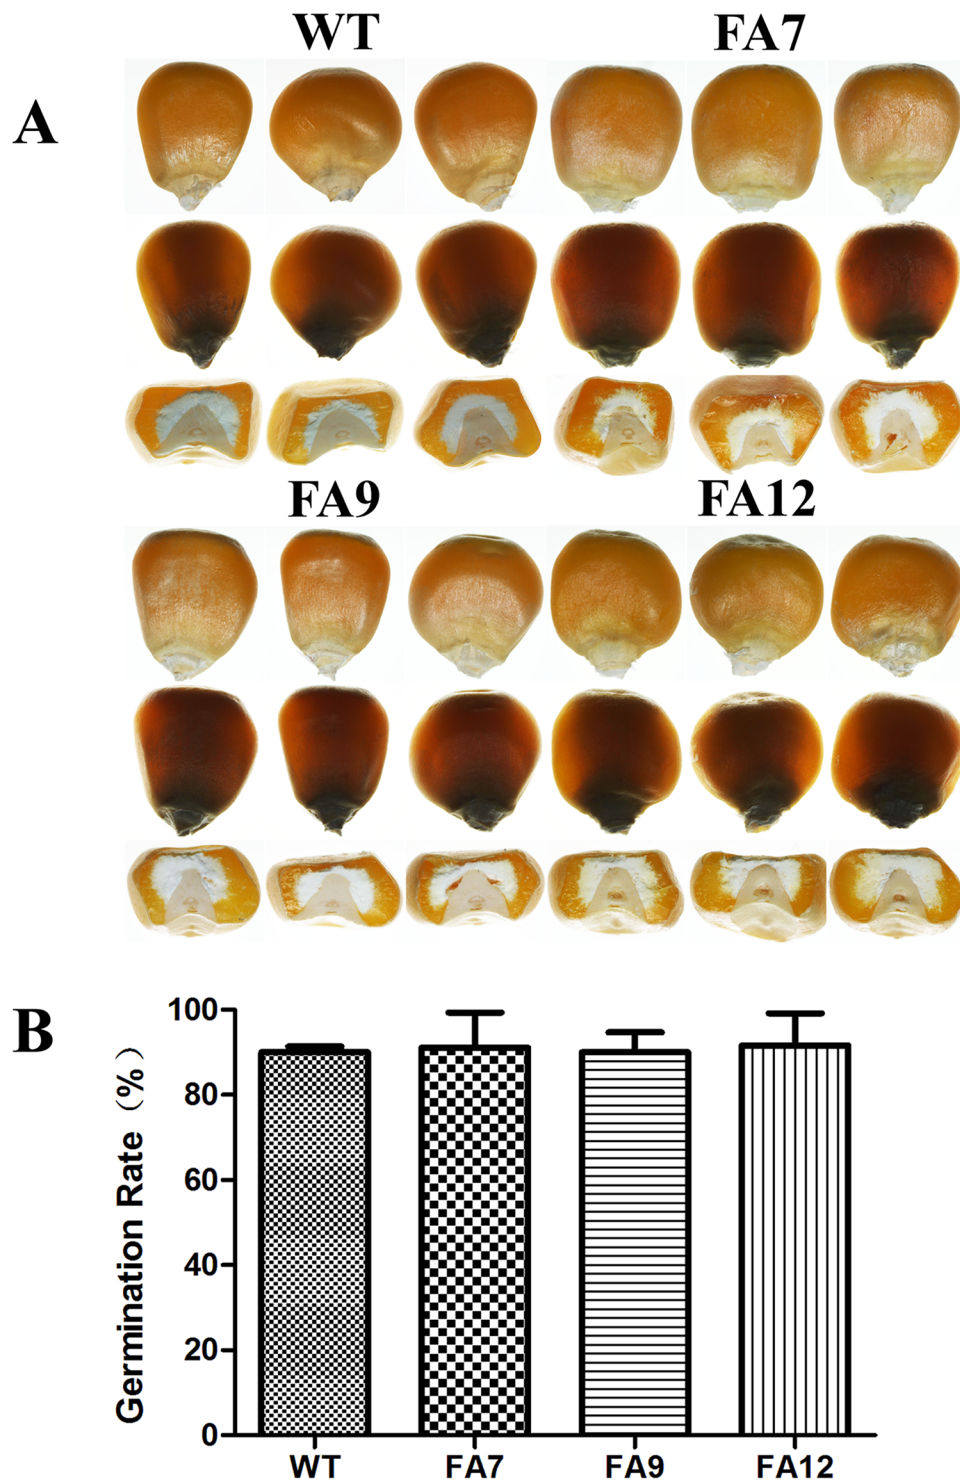 WT FA7
A
FA9 FA12
B
Germination Rate（%）
100
80
60
40
20
0
WT FA7 FA9 FA12